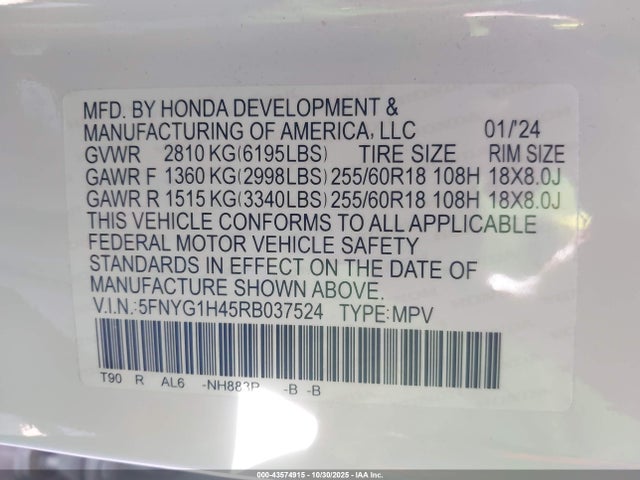 MFD. BY HONDA DEVELOPMENT &
MANUFACTURING OF AMERICA, LLC 01/'24
GVWR 2810 KG(6195LBS) TIRE SIZE RIM SIZE
GAWR F 1360 KG(2998LBS) 255/60R18 108H 18X8.0J
GAWR R 1515 KG(3340LBS) 255/60R18 108H 18X8.0J
THIS VEHICLE CONFORMS TO ALL APPLICABLE
FEDERAL MOTOR VEHICLE SAFETY
STANDARDS IN EFFECT ON THE DATE OF
MANUFACTURE SHOWN ABOVE.
V.I.N.:5FNYG1H45RB037524 TYPE:MPV
T90 R AL6 -NH883P -B -B
000-43574915 - 10/30/2025 - IAA Inc.